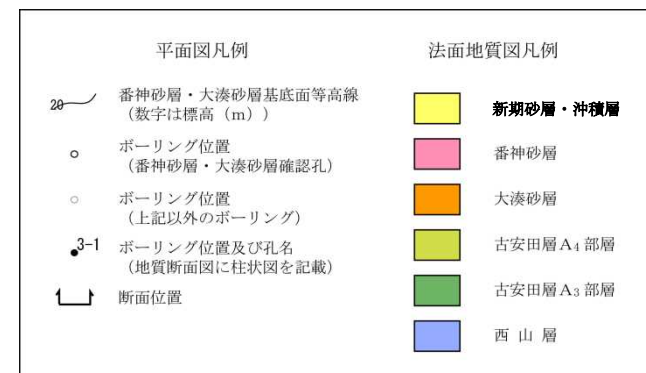 平面図凡例
20 番神砂層・大湊砂層基底面等高線
(数字は標高(m))
ボーリング位置
(番神砂層・大湊砂層確認孔)
ボーリング位置
(上記以外のボーリング)
3-1 ボーリング位置及び孔名
(地質断面図に柱状図を記載)
断面位置
法面地質図凡例
新期砂層・沖積層
番神砂層
大湊砂層
古安田層A₄部層
古安田層A₃部層
西山層